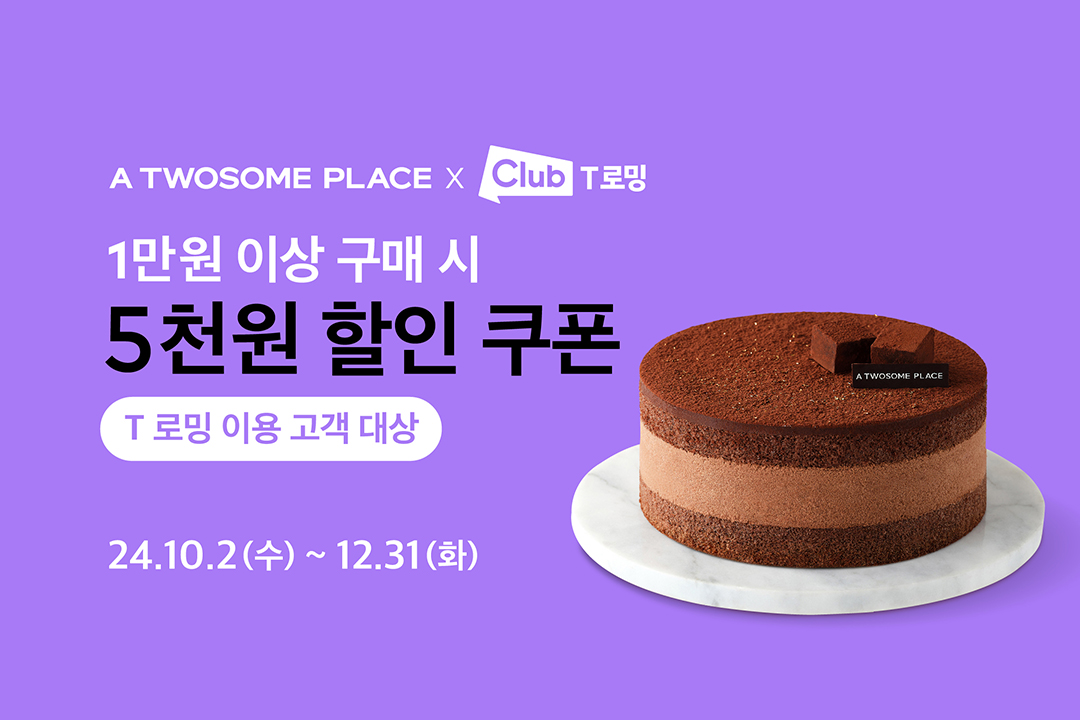 A TWOSOME PLACE X Club T로밍
1만원 이상 구매 시
5천원 할인 쿠폰
T 로밍 이용 고객 대상
24.10.2(수) ~ 12.31(화)
A TWOSOME PLACE